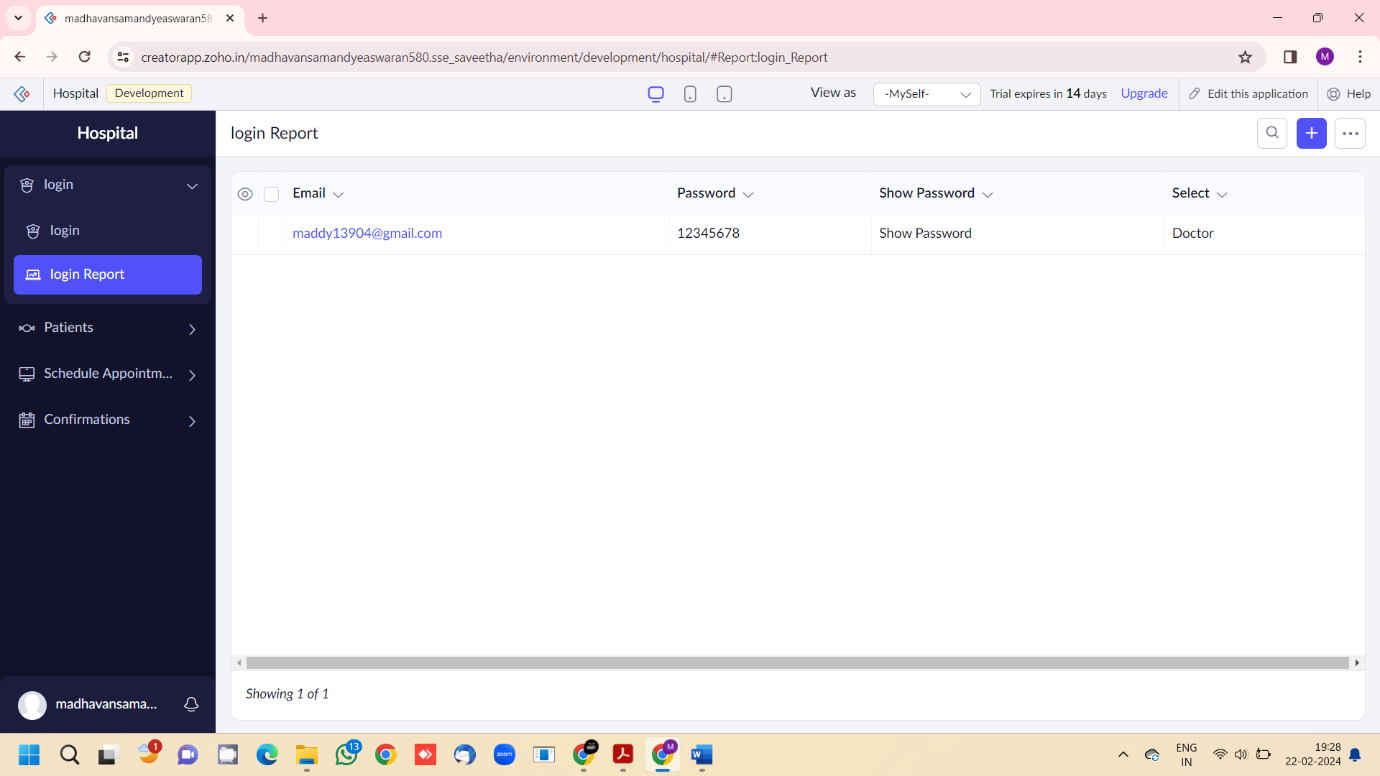 madhavansamandyeaswaran58
creatorapp.zoho.in/madhavansamandyeaswaran580.sse_saveetha/environment/development/hospital/#Report:login_Report
M
Hospital Development View as -MySelf- Trial expires in 14 days Upgrade Edit this application Help
Hospital
login Report
login
login
login Report
Patients
Schedule Appointm...
Confirmations
Email Password Show Password Select
maddy13904@gmail.com 12345678 Show Password Doctor
Showing 1 of 1
madhavansama...
1
13
zoom
M
W
ENG
IN
19:28
22-02-2024